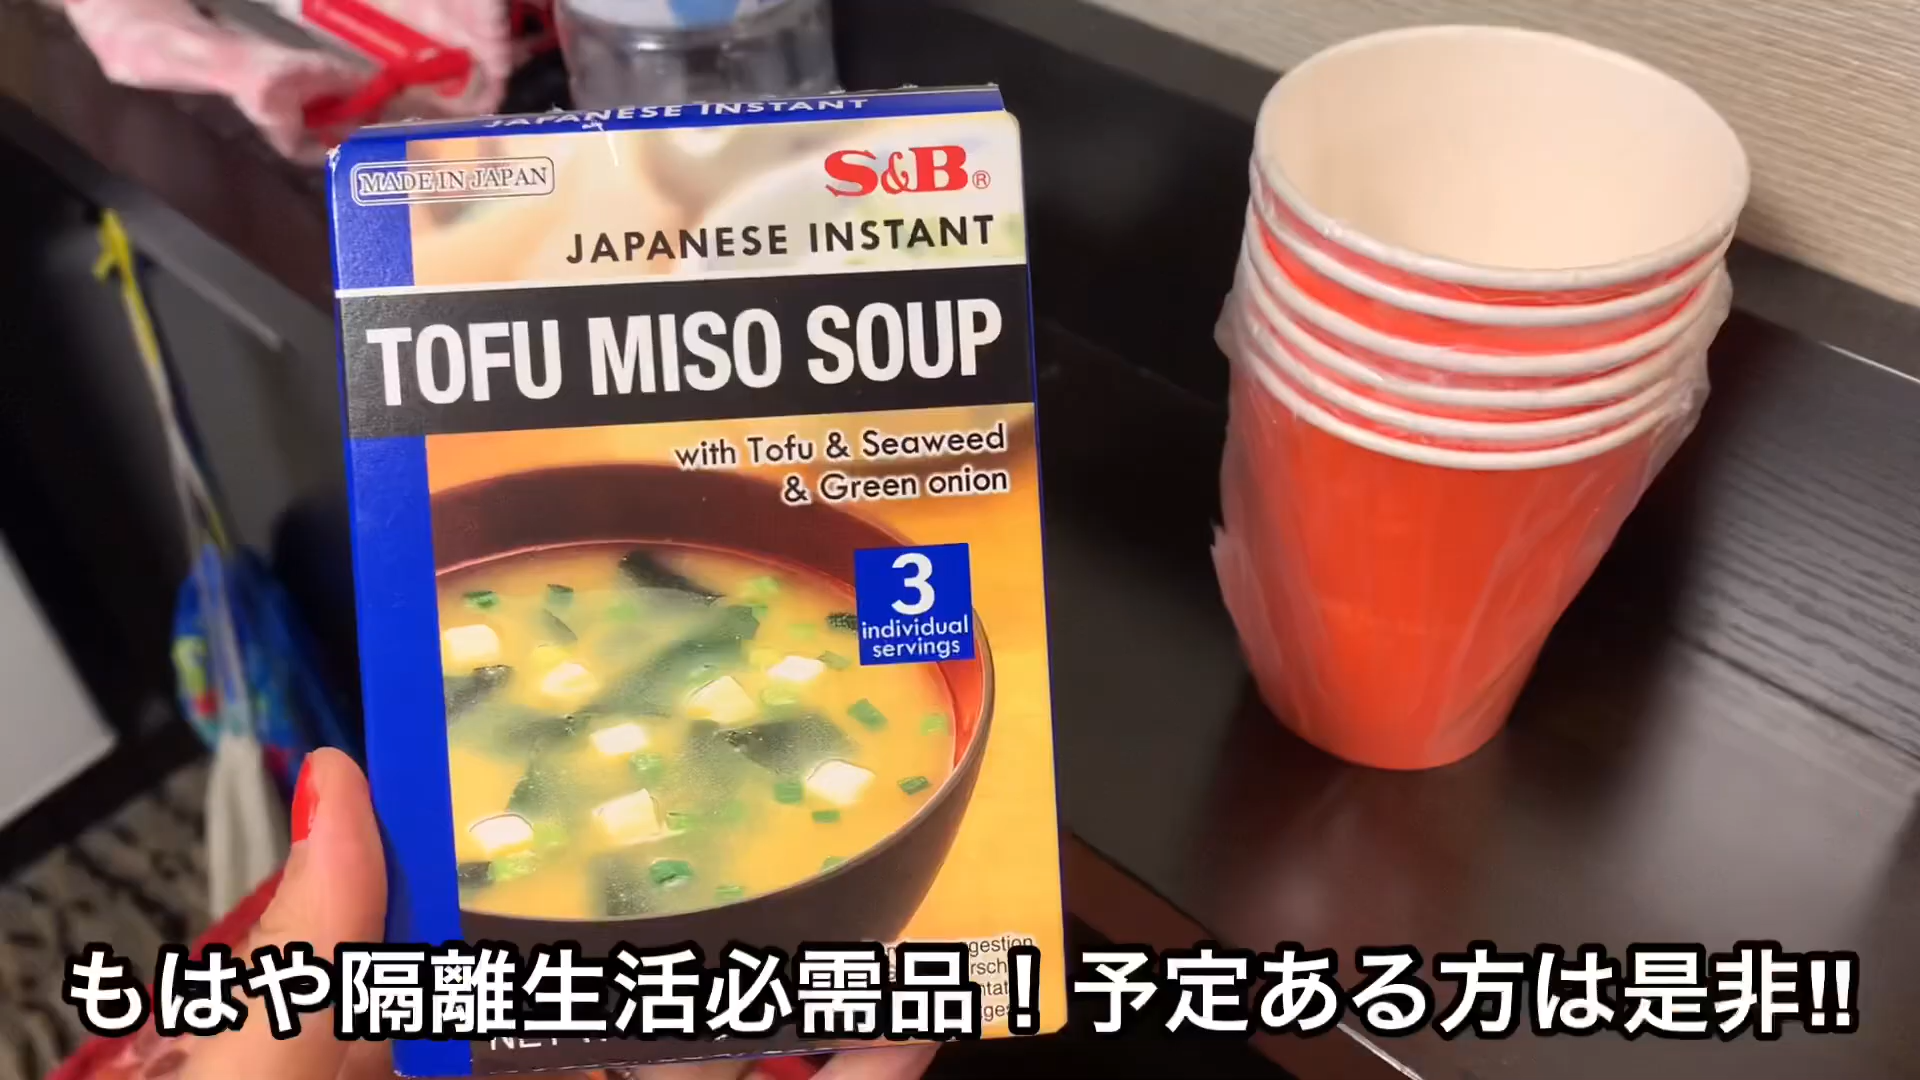 JAPANESE INSTANT
MADE IN JAPAN
S&B®
JAPANESE INSTANT
TOFU MISO SOUP
with Tofu & Seaweed
& Green onion
3
individual
servings
もはや隔離生活必需品！予定ある方は是非!!